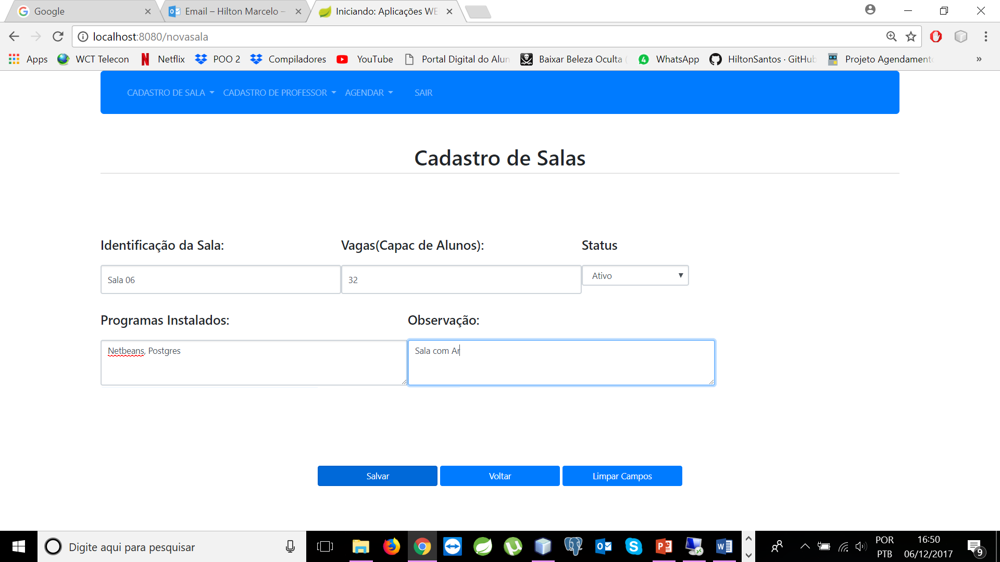 Google
Email – Hilton Marcelo –
Iniciando: Aplicações WE
localhost:8080/novasala
Apps
WCT Telecon
Netflix
POO 2
Compiladores
YouTube
Portal Digital do Alun
Baixar Beleza Oculta (
4
WhatsApp
HiltonSantos · GitHub
Projeto Agendamento
»
CADASTRO DE SALA
CADASTRO DE PROFESSOR
AGENDAR
SAIR
Cadastro de Salas
Identificação da Sala:
Vagas(Capac de Alunos):
Status
Sala 06
32
Ativo
Programas Instalados:
Observação:
Netbeans, Postgres
Sala com Ar
Salvar
Voltar
Limpar Campos
Digite aqui para pesquisar
POR
PTB
16:50
06/12/2017
9